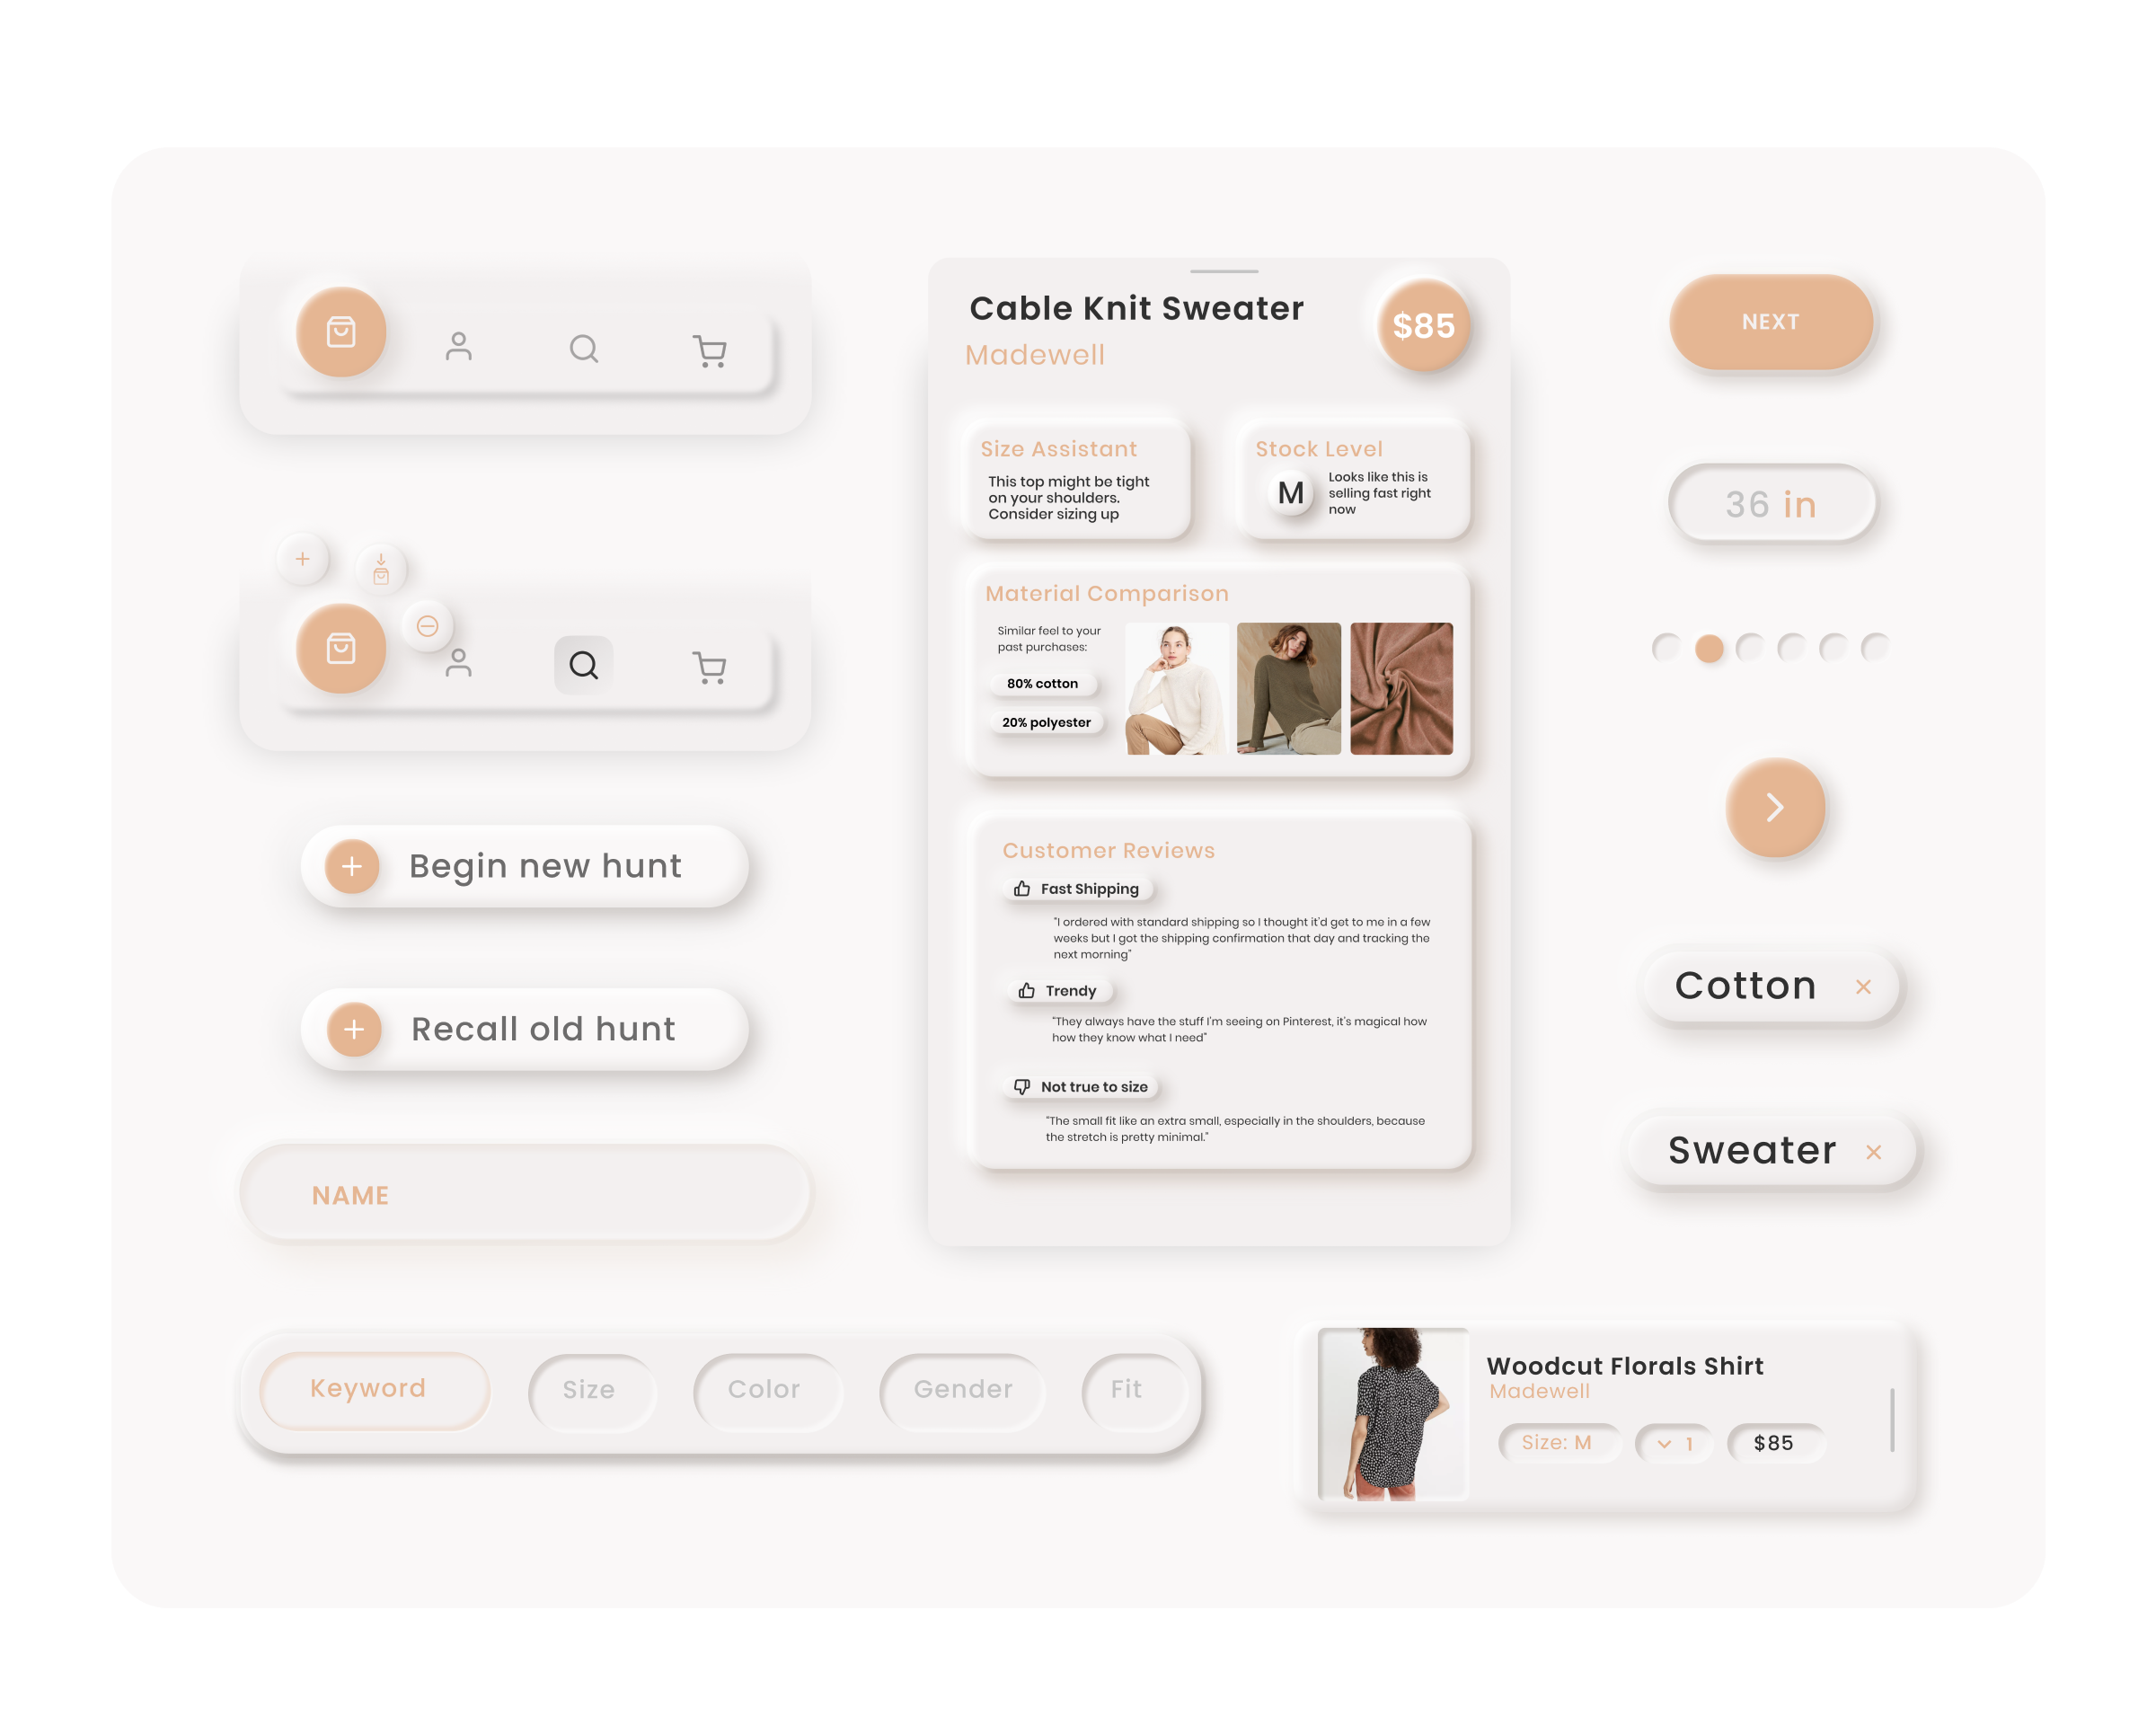 Begin new hunt
Recall old hunt
NAME
Keyword
Size
Color
Gender
Fit
Cable Knit Sweater
Madewell
$85
Size Assistant
This top might be tight
on your shoulders.
Consider sizing up
Stock Level
M
Looks like this is
selling fast right
now
Material Comparison
Similar feel to your
past purchases:
80% cotton
20% polyester
Customer Reviews
Fast Shipping
"I ordered with standard shipping so I thought it'd get to me in a few
weeks but I got the shipping confirmation that day and tracking the
next morning"
Trendy
"They always have the stuff I'm seeing on Pinterest, it's magical how
how they know what I need"
Not true to size
"The small fit like an extra small, especially in the shoulders, because
the stretch is pretty minimal."
NEXT
36 in
Cotton
Sweater
Woodcut Florals Shirt
Madewell
Size: M
1
$85